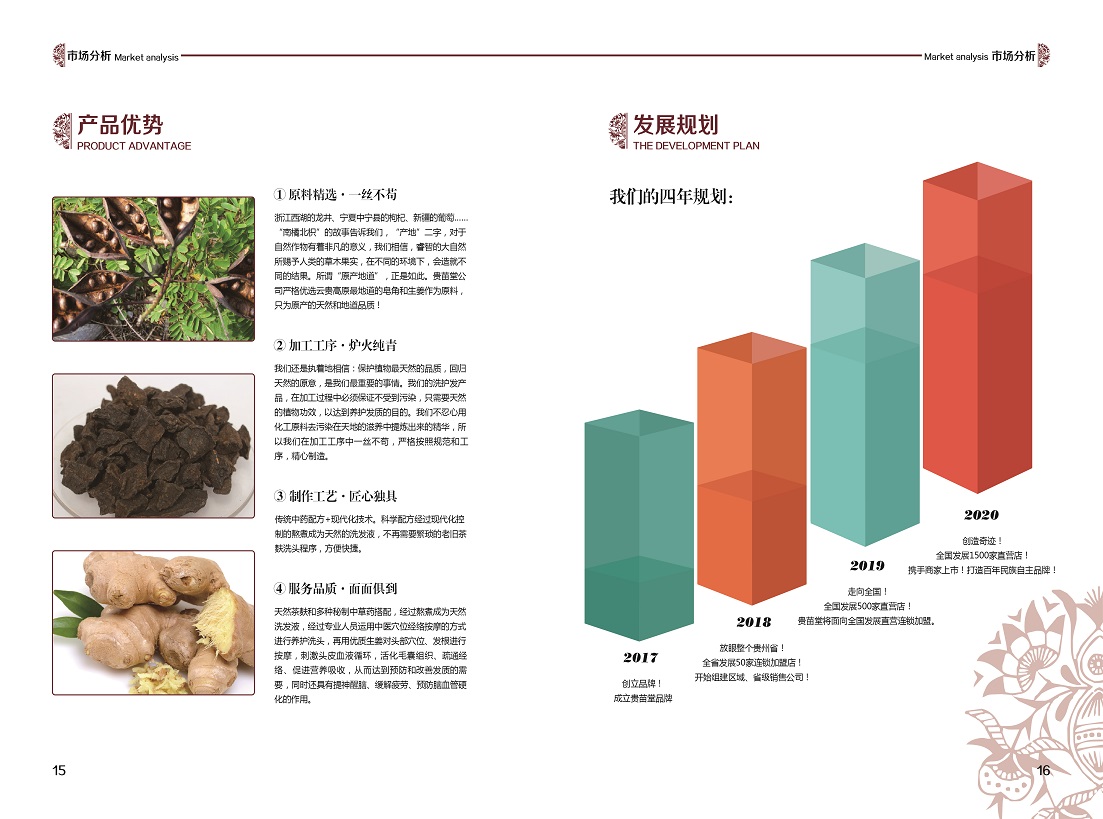 市场分析 Market analysis
Market analysis 市场分析
产品优势
PRODUCT ADVANTAGE
① 原料精选·一丝不苟
浙江西湖的龙井、宁夏中宁县的枸杞、新疆的葡萄……
“南橘北枳”的故事告诉我们，“产地”二字，对于
自然作物有着非凡的意义，我们相信，睿智的大自然
所赐予人类的草木果实，在不同的环境下，会造就不
同的结果。所谓“原产地道”，正是如此。贵苗堂公
司严格优选云贵高原最地道的皂角和生姜作为原料，
只为原产的天然和地道品质！
② 加工工序·炉火纯青
我们还是执着地相信：保护植物最天然的品质，回归
天然的原意，是我们最重要的事情。我们的洗护发产
品，在加工过程中必须保证不受到污染，只需要天然
的植物功效，以达到养护发质的目的。我们不忍心用
化工原料去污染在天地的滋养中提炼出来的精华，所
以我们在加工工序中一丝不苟，严格按照规范和工
序，精心制造。
③ 制作工艺·匠心独具
传统中药配方+现代化技术。科学配方经过现代化控
制的熬煮成为天然的洗发液，不再需要繁琐的老旧茶
麸洗头程序，方便快捷。
④ 服务品质·面面俱到
天然茶麸和多种秘制中草药搭配，经过熬煮成为天然
洗发液，经过专业人员运用中医穴位经络按摩的方式
进行养护洗头，再用优质生姜对头部穴位、发根进行
按摩，刺激头皮血液循环，活化毛囊组织、疏通经
络、促进营养吸收，从而达到预防和改善发质的需
要，同时还具有提神醒脑、缓解疲劳、预防脑血管硬
化的作用。
15
发展规划
THE DEVELOPMENT PLAN
我们的四年规划：
2017
创立品牌！
成立贵苗堂品牌
2018
放眼整个贵州省！
全省发展50家连锁加盟店！
开始组建区域、省级销售公司！
2019
走向全国！
全国发展500家直营店！
贵苗堂将面向全国发展直营连锁加盟。
2020
创造奇迹！
全国发展1500家直营店！
携手商家上市！打造百年民族自主品牌！
16